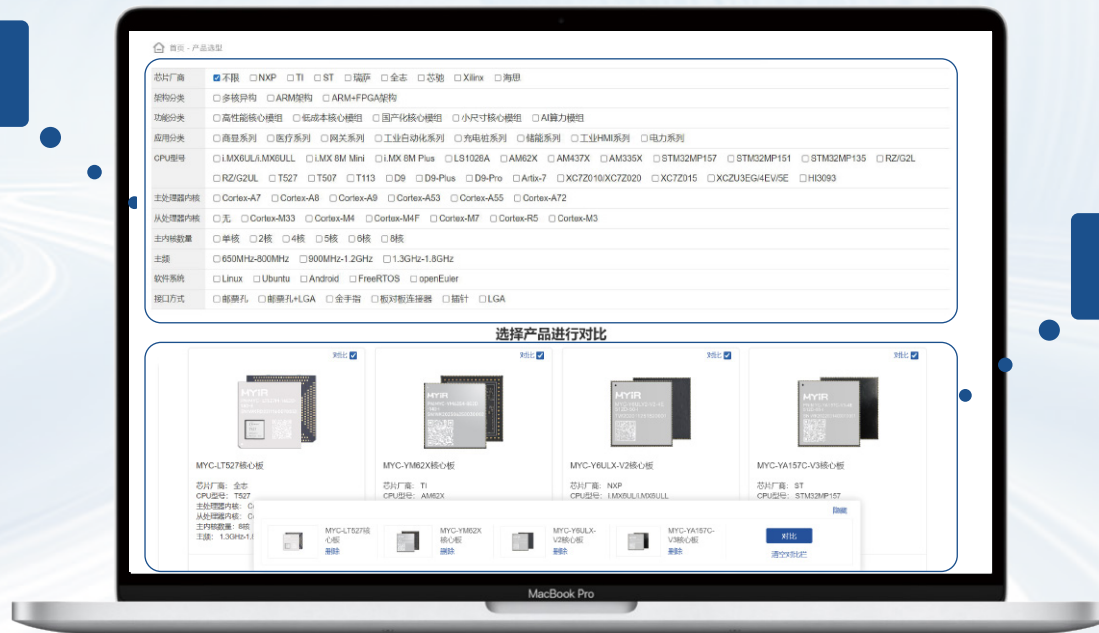 首页 - 产品选型
芯片厂商 不限 NXP TI ST 瑞萨 全志 芯驰 Xilinx 海思
架构分类 多核异构 ARM架构 ARM+FPGA架构
功能分类 高性能核心模组 低成本核心模组 国产化核心模组 小尺寸核心模组 AI算力模组
应用分类 商显系列 医疗系列 网关系列 工业自动化系列 充电桩系列 储能系列 工业HMI系列 电力系列
CPU型号 i.MX6UL/i.MX6ULL i.MX 8M Mini i.MX 8M Plus LS1028A AM62X AM437X AM335X STM32MP157 STM32MP151 STM32MP135 RZ/G2L
RZ/G2UL T527 T507 T113 D9 D9-Plus D9-Pro Artix-7 XC7Z010/XC7Z020 XC7Z015 XCZU3EG/4EV/5E HI3093
主处理器内核 Cortex-A7 Cortex-A8 Cortex-A9 Cortex-A53 Cortex-A55 Cortex-A72
从处理器内核 无 Cortex-M33 Cortex-M4 Cortex-M4F Cortex-M7 Cortex-R5 Cortex-M3
主内核数量 单核 2核 4核 5核 6核 8核
主频 650MHz-800MHz 900MHz-1.2GHz 1.3GHz-1.8GHz
软件系统 Linux Ubuntu Android FreeRTOS openEuler
接口方式 邮票孔 邮票孔+LGA 金手指 板对板连接器 插针 LGA
选择产品进行对比
对比 对比 对比 对比
MYiR MYiR MYiR MYiR
MYC-LT527核心板 MYC-YM62X核心板 MYC-Y6ULX-V2核心板 MYC-YA157C-V3核心板
芯片厂商: 全志 芯片厂商: TI 芯片厂商: NXP 芯片厂商: ST
CPU型号: T527 CPU型号: AM62X CPU型号: i.MX6UL/i.MX6ULL CPU型号: STM32MP157
主处理器内核:
从处理器内核:
主内核数量: 8核
主频: 1.3GHz-1.
隐藏
MYC-LT527核 MYC-YM62X MYC-Y6ULX- MYC-YA157C-
心板 核心板 V2核心板 V3核心板
删除 删除 删除 删除
对比
清空对比栏
MacBook Pro